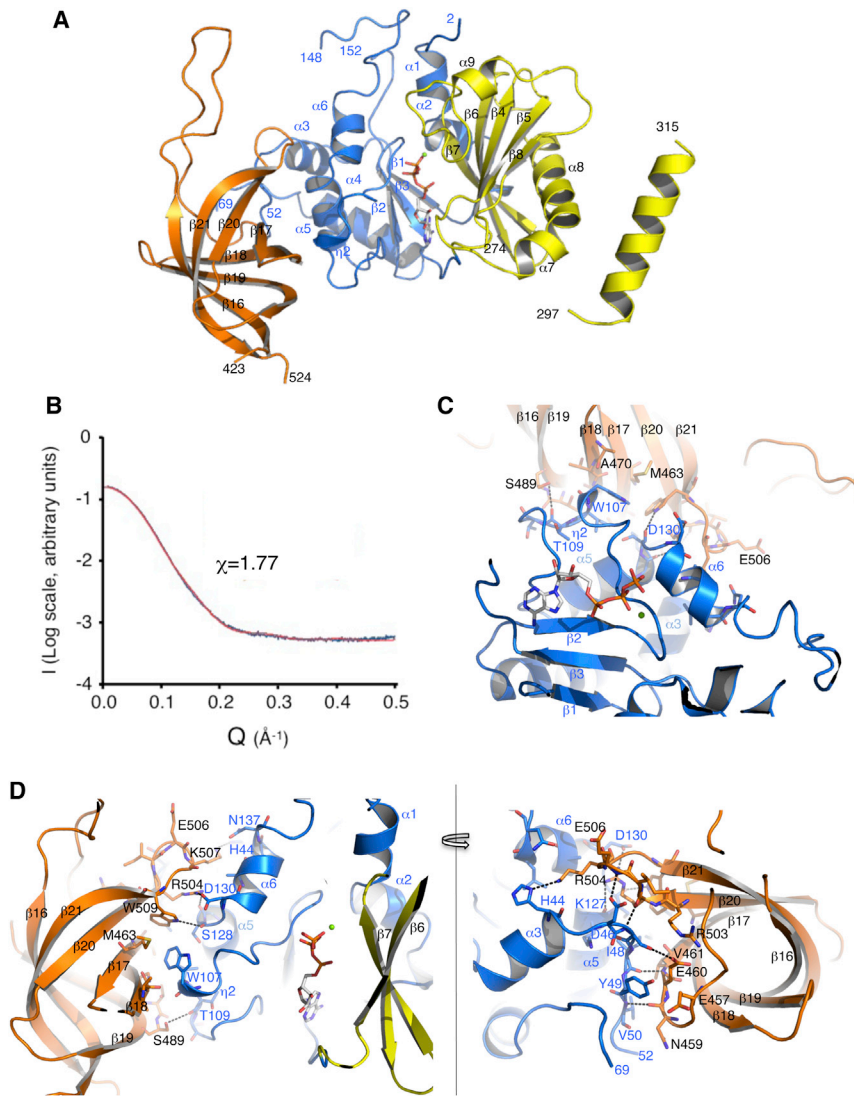 A
2
148
152
α1
α9
α6
α2
β6
β4
β5
α3
β7
β8
315
β1
α8
α4
β3
69
β2
β21
β20
52
β17
α5
274
β18
η2
α7
β19
β16
297
423
524
B
I (Log scale, arbitrary units)
0
-1
-2
-3
-4
χ=1.77
0.0
0.1
0.2
0.3
0.4
0.5
Q (Å-1)
C
β16
β19
β18
β17
β20
β21
A470
M463
S489
W107
η2
D130
T109
E506
α5
α6
α3
β2
β3
β1
D
E506
N137
α1
K507
H44
R504
D130
α6
α2
β16
β21
W509
α5
β7
β6
S128
β20
M463
β17
W107
η2
β18
T109
β19
S489
α6
E506
D130
β21
R504
H44
K127
β20
β17
R503
α3
D46
β16
I48
V461
α5
E460
Y49
β19
E457
β18
V50
N459
52
69